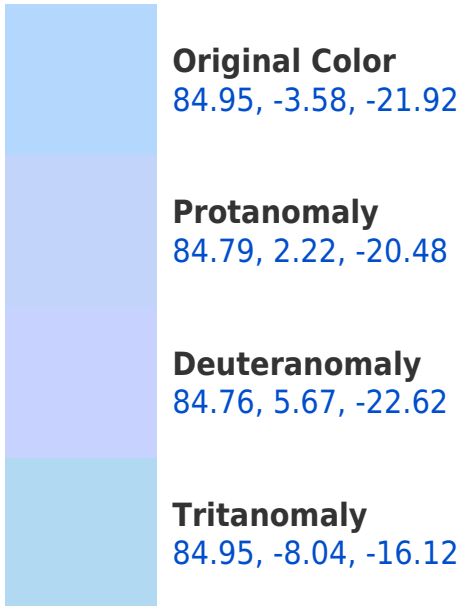 Original Color
84.95, -3.58, -21.92
Protanomaly
84.79, 2.22, -20.48
Deuteranomaly
84.76, 5.67, -22.62
Tritanomaly
84.95, -8.04, -16.12